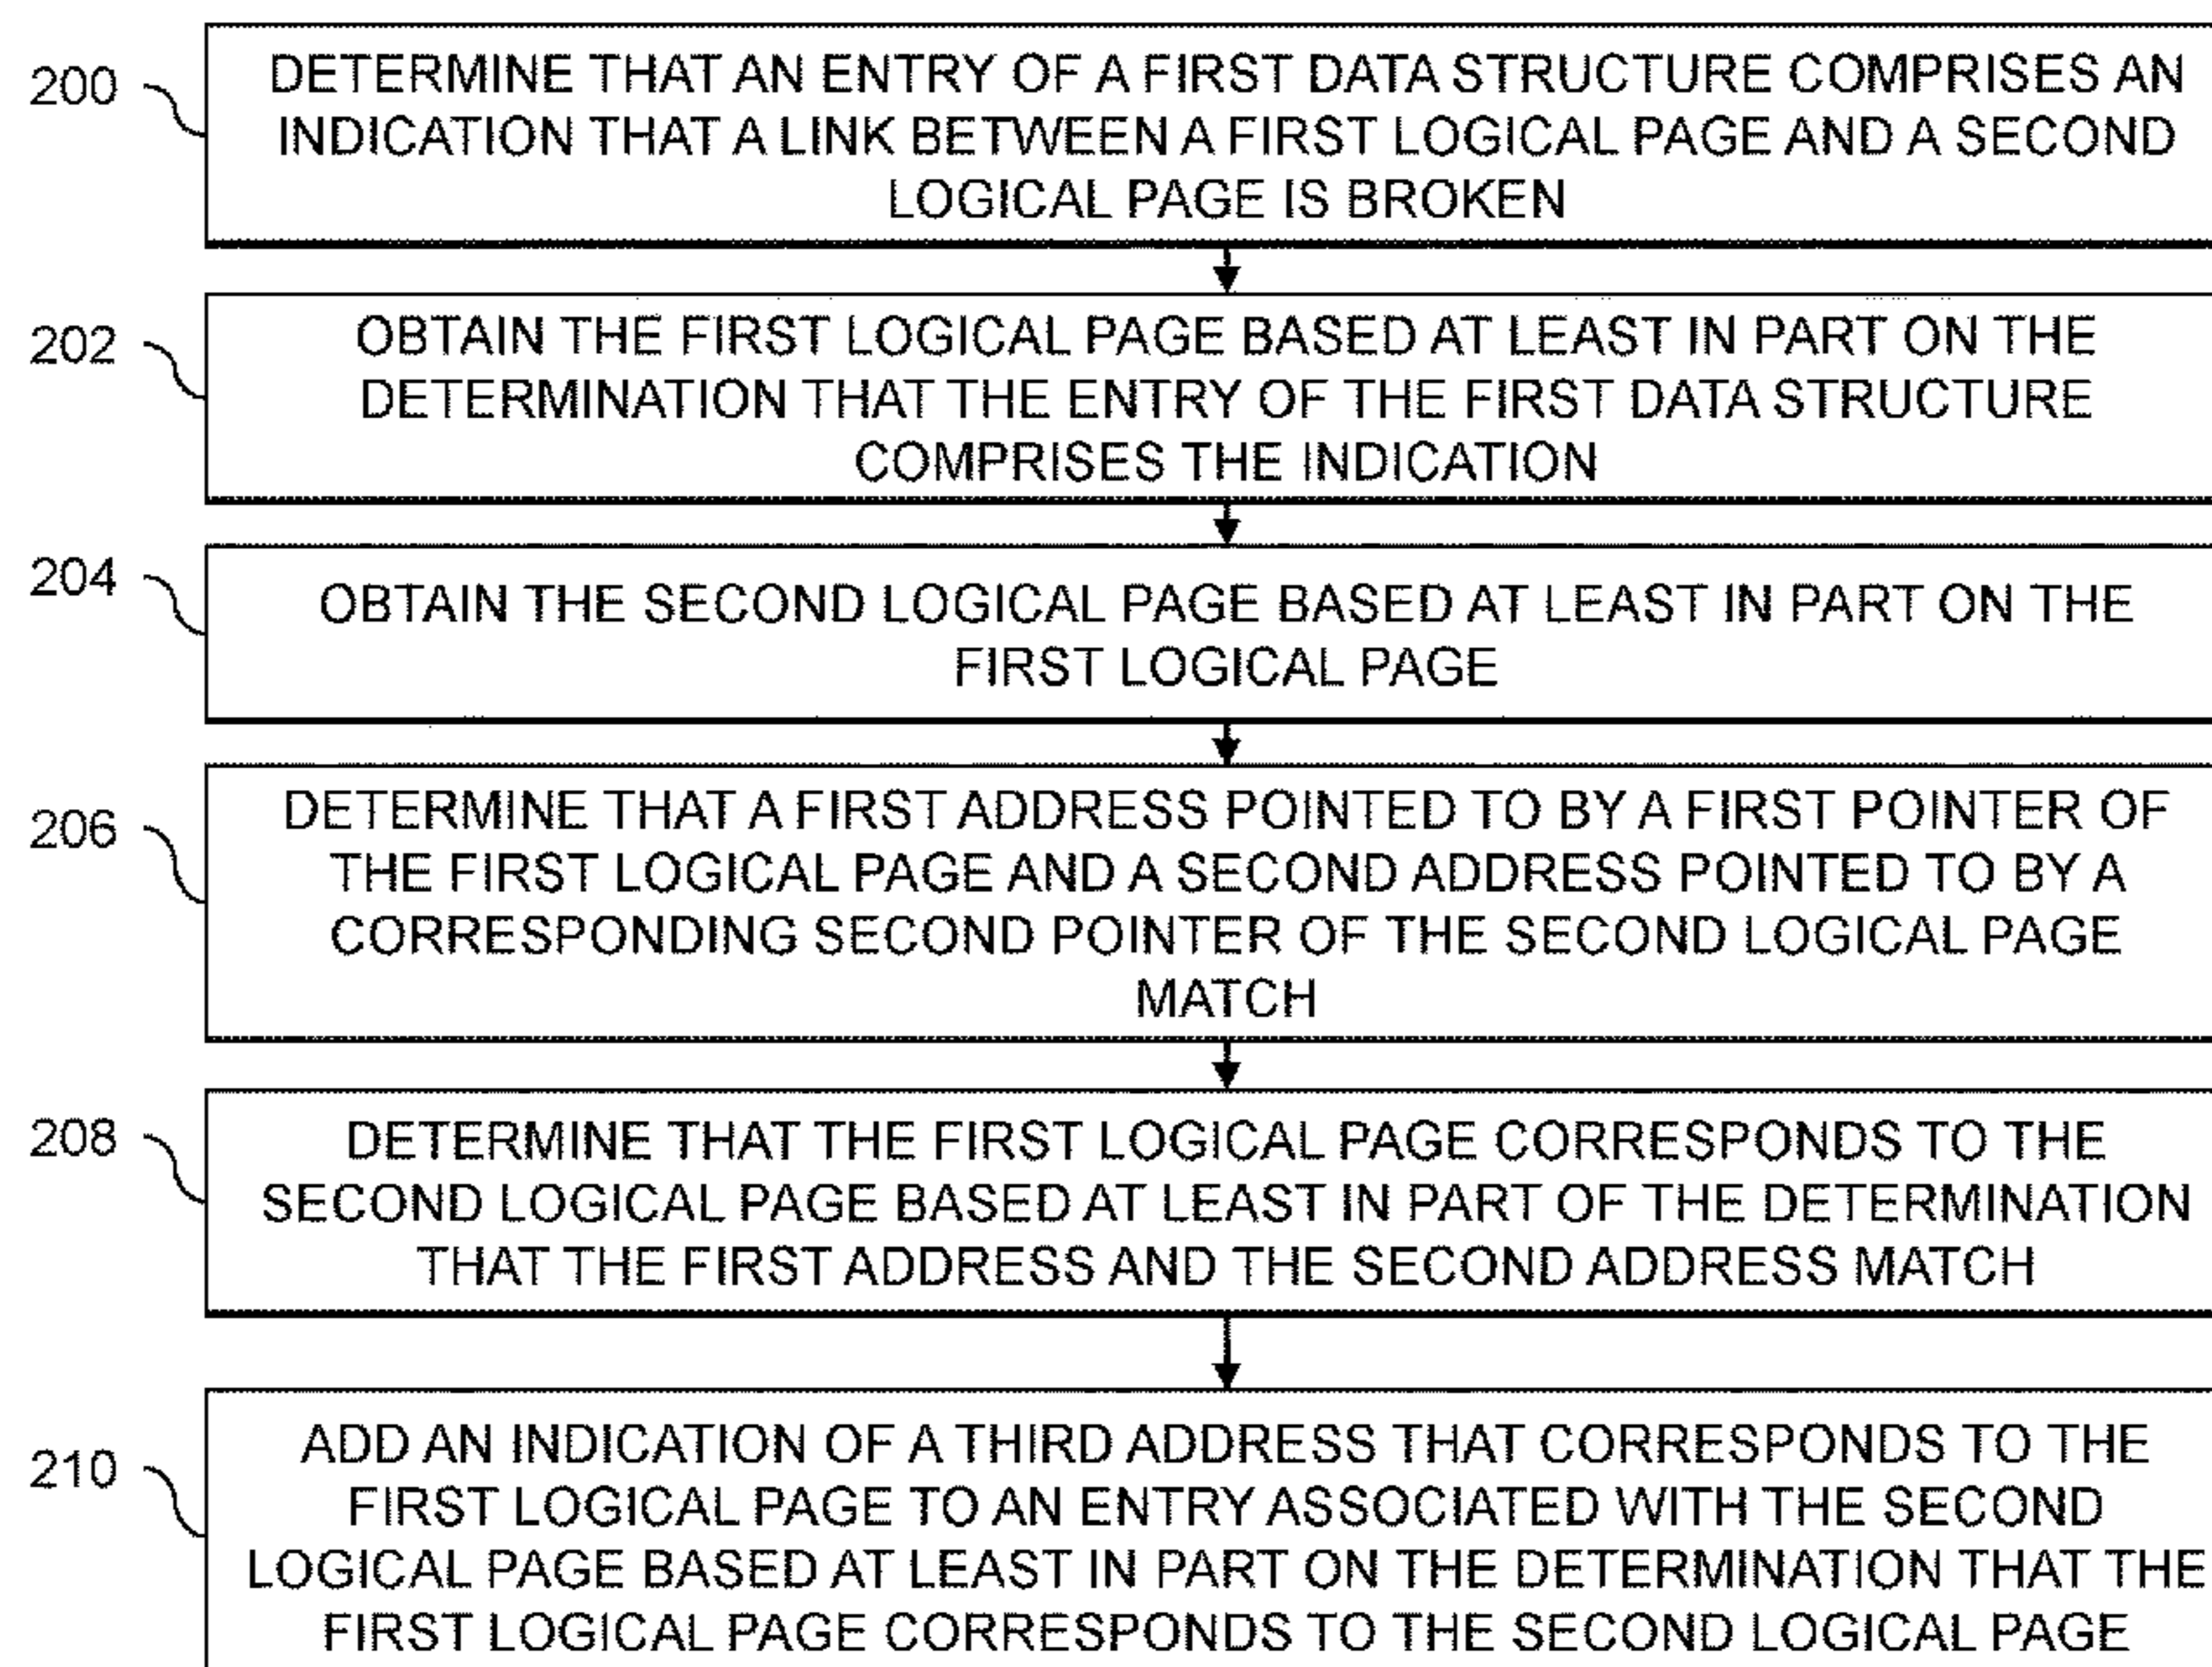 200
DETERMINE THAT AN ENTRY OF A FIRST DATA STRUCTURE COMPRISES AN
INDICATION THAT A LINK BETWEEN A FIRST LOGICAL PAGE AND A SECOND
LOGICAL PAGE IS BROKEN
202
OBTAIN THE FIRST LOGICAL PAGE BASED AT LEAST IN PART ON THE
DETERMINATION THAT THE ENTRY OF THE FIRST DATA STRUCTURE
COMPRISES THE INDICATION
204
OBTAIN THE SECOND LOGICAL PAGE BASED AT LEAST IN PART ON THE
FIRST LOGICAL PAGE
206
DETERMINE THAT A FIRST ADDRESS POINTED TO BY A FIRST POINTER OF
THE FIRST LOGICAL PAGE AND A SECOND ADDRESS POINTED TO BY A
CORRESPONDING SECOND POINTER OF THE SECOND LOGICAL PAGE
MATCH
208
DETERMINE THAT THE FIRST LOGICAL PAGE CORRESPONDS TO THE
SECOND LOGICAL PAGE BASED AT LEAST IN PART OF THE DETERMINATION
THAT THE FIRST ADDRESS AND THE SECOND ADDRESS MATCH
210
ADD AN INDICATION OF A THIRD ADDRESS THAT CORRESPONDS TO THE
FIRST LOGICAL PAGE TO AN ENTRY ASSOCIATED WITH THE SECOND
LOGICAL PAGE BASED AT LEAST IN PART ON THE DETERMINATION THAT THE
FIRST LOGICAL PAGE CORRESPONDS TO THE SECOND LOGICAL PAGE